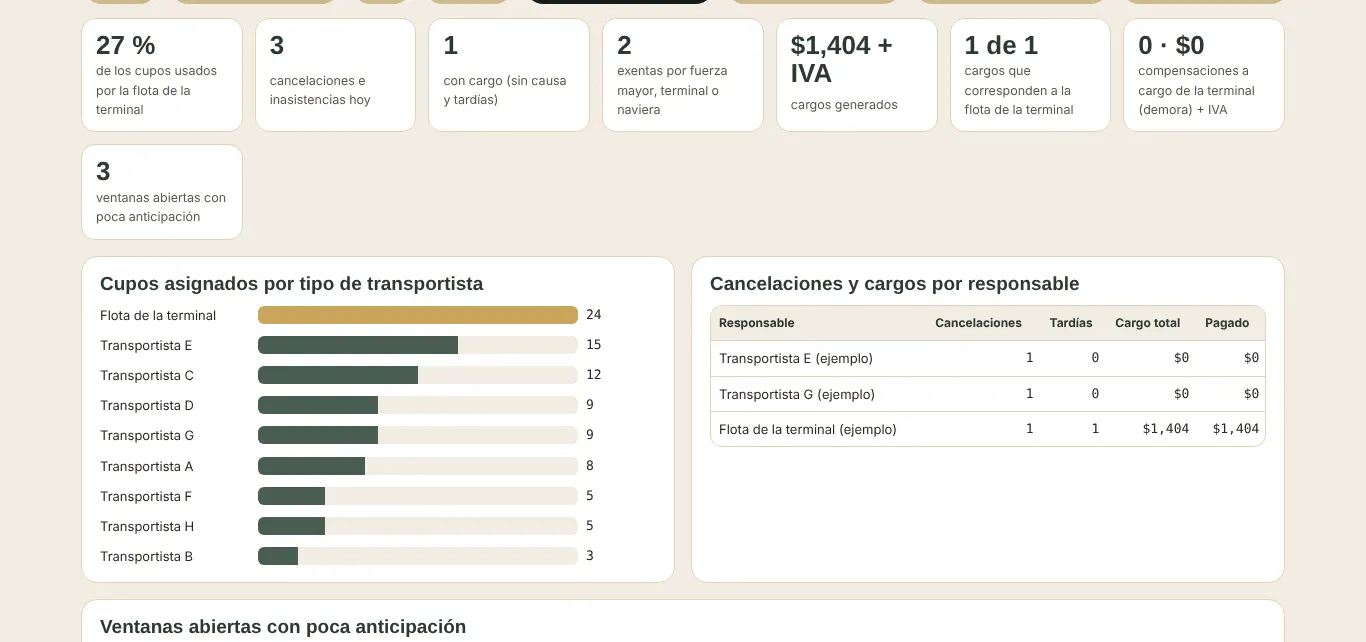 27 %
de los cupos usados
por la flota de la
terminal
3
cancelaciones e
inasistencias hoy
1
con cargo (sin causa
y tardías)
2
exentas por fuerza
mayor, terminal o
naviera
$1,404 +
IVA
cargos generados
1 de 1
cargos que
corresponden a la
flota de la terminal
0 · $0
compensaciones a
cargo de la terminal
(demora) + IVA
3
ventanas abiertas con
poca anticipación
Cupos asignados por tipo de transportista
Flota de la terminal 24
Transportista E 15
Transportista C 12
Transportista D 9
Transportista G 9
Transportista A 8
Transportista F 5
Transportista H 5
Transportista B 3
Cancelaciones y cargos por responsable
Responsable Cancelaciones Tardías Cargo total Pagado
Transportista E (ejemplo) 1 0 $0 $0
Transportista G (ejemplo) 1 0 $0 $0
Flota de la terminal (ejemplo) 1 1 $1,404 $1,404
Ventanas abiertas con poca anticipación